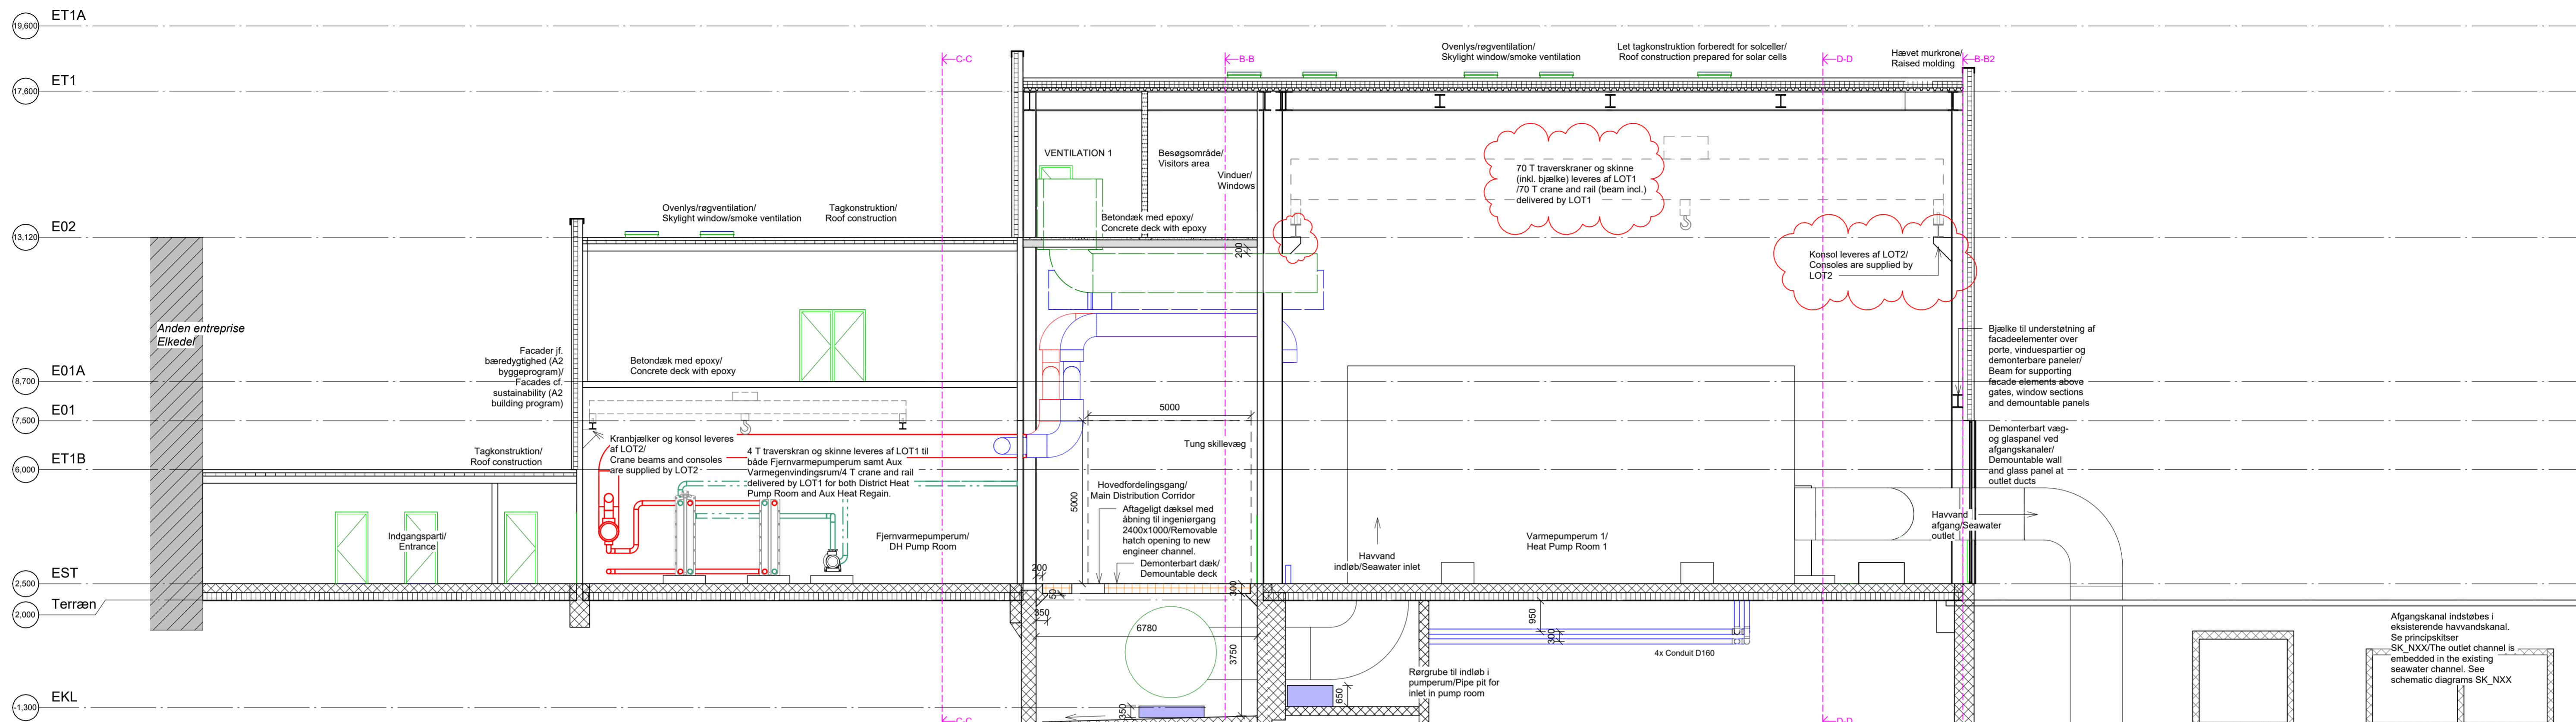 ET1A
19,600
ET1
17,600
E02
13,120
E01A
8,700
E01
7,500
ET1B
6,000
EST
2,500
Terræn
2,000
EKL
-1,300
Anden entreprise
Elkedel
Facader jf.
bæredygtighed (A2
byggeprogram)/
Facades cf.
sustainability (A2
building program)
Tagkonstruktion/
Roof construction
Indgangsparti/
Entrance
Ovenlys/røgventilation/
Skylight window/smoke ventilation
Tagkonstruktion/
Roof construction
Betondæk med epoxy/
Concrete deck with epoxy
Kranbjælker og konsol leveres
af LOT2/
Crane beams and consoles
are supplied by LOT2
4 T traverskran og skinne leveres af LOT1 til
både Fjernvarmepumperum samt Aux
Varmegenvindingsrum/4 T crane and rail
delivered by LOT1 for both District Heat
Pump Room and Aux Heat Regain.
Fjernvarmepumperum/
DH Pump Room
C-C
C-C
VENTILATION 1
Besøgsområde/
Visitors area
Vinduer/
Windows
B-B
Betondæk med epoxy/
Concrete deck with epoxy
200
5000
Tung skillevæg
5000
Hovedfordelingsgang/
Main Distribution Corridor
Aftageligt dæksel med
åbning til ingeniørgang
2400x1000/Removable
hatch opening to new
engineer channel.
Demonterbart dæk/
Demountable deck
200
50
350
300
6780
3750
350
650
Ovenlys/røgventilation/
Skylight window/smoke ventilation
Let tagkonstruktion forberedt for solceller/
Roof construction prepared for solar cells
Hævet murkrone/
Raised molding
D-D
B-B2
70 T traverskraner og skinne
(inkl. bjælke) leveres af LOT1
/70 T crane and rail (beam incl.)
delivered by LOT1
Konsol leveres af LOT2/
Consoles are supplied by
LOT2
Bjælke til understøtning af
facadeelementer over
porte, vinduespartier og
demonterbare paneler/
Beam for supporting
facade elements above
gates, window sections
and demountable panels
Demonterbart væg-
og glaspanel ved
afgangskanaler/
Demountable wall
and glass panel at
outlet ducts
Havvand
afgang/Seawater
outlet
Havvand
indløb/Seawater inlet
Varmepumperum 1/
Heat Pump Room 1
950
300
4x Conduit D160
Rørgrube til indløb i
pumperum/Pipe pit for
inlet in pump room
D-D
Afgangskanal indstøbes i
eksisterende havvandskanal.
Se principskitser
SK_NXX/The outlet channel is
embedded in the existing
seawater channel. See
schematic diagrams SK_NXX